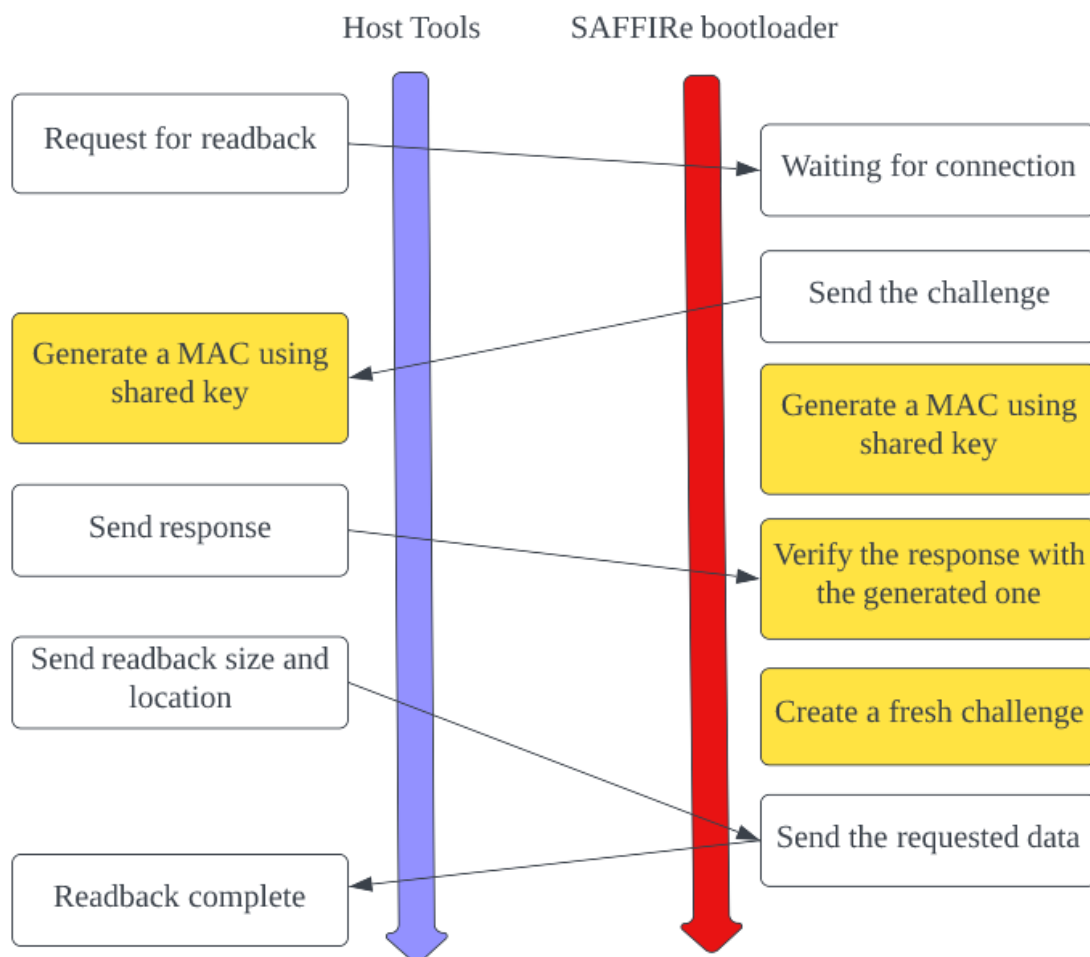 Host Tools
SAFFIRe bootloader
Request for readback
Waiting for connection
Send the challenge
Generate a MAC using
shared key
Generate a MAC using
shared key
Send response
Verify the response with
the generated one
Send readback size and
location
Create a fresh challenge
Send the requested data
Readback complete